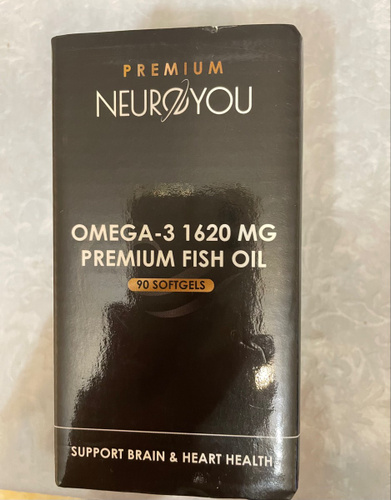 PREMIUM
NEURO YOU
OMEGA-3 1620 MG
PREMIUM FISH OIL
90 SOFTGELS
SUPPORT BRAIN & HEART HEALTH